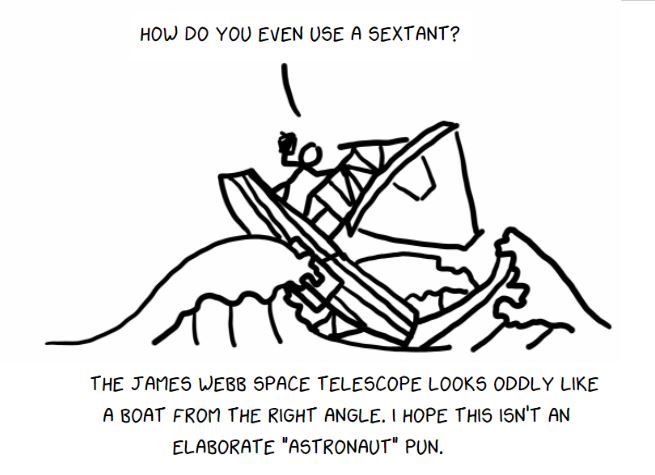 HOW DO YOU EVEN USE A SEXTANT?
THE JAMES WEBB SPACE TELESCOPE LOOKS ODDLY LIKE
A BOAT FROM THE RIGHT ANGLE. I HOPE THIS ISN'T AN
ELABORATE "ASTRONAUT" PUN.